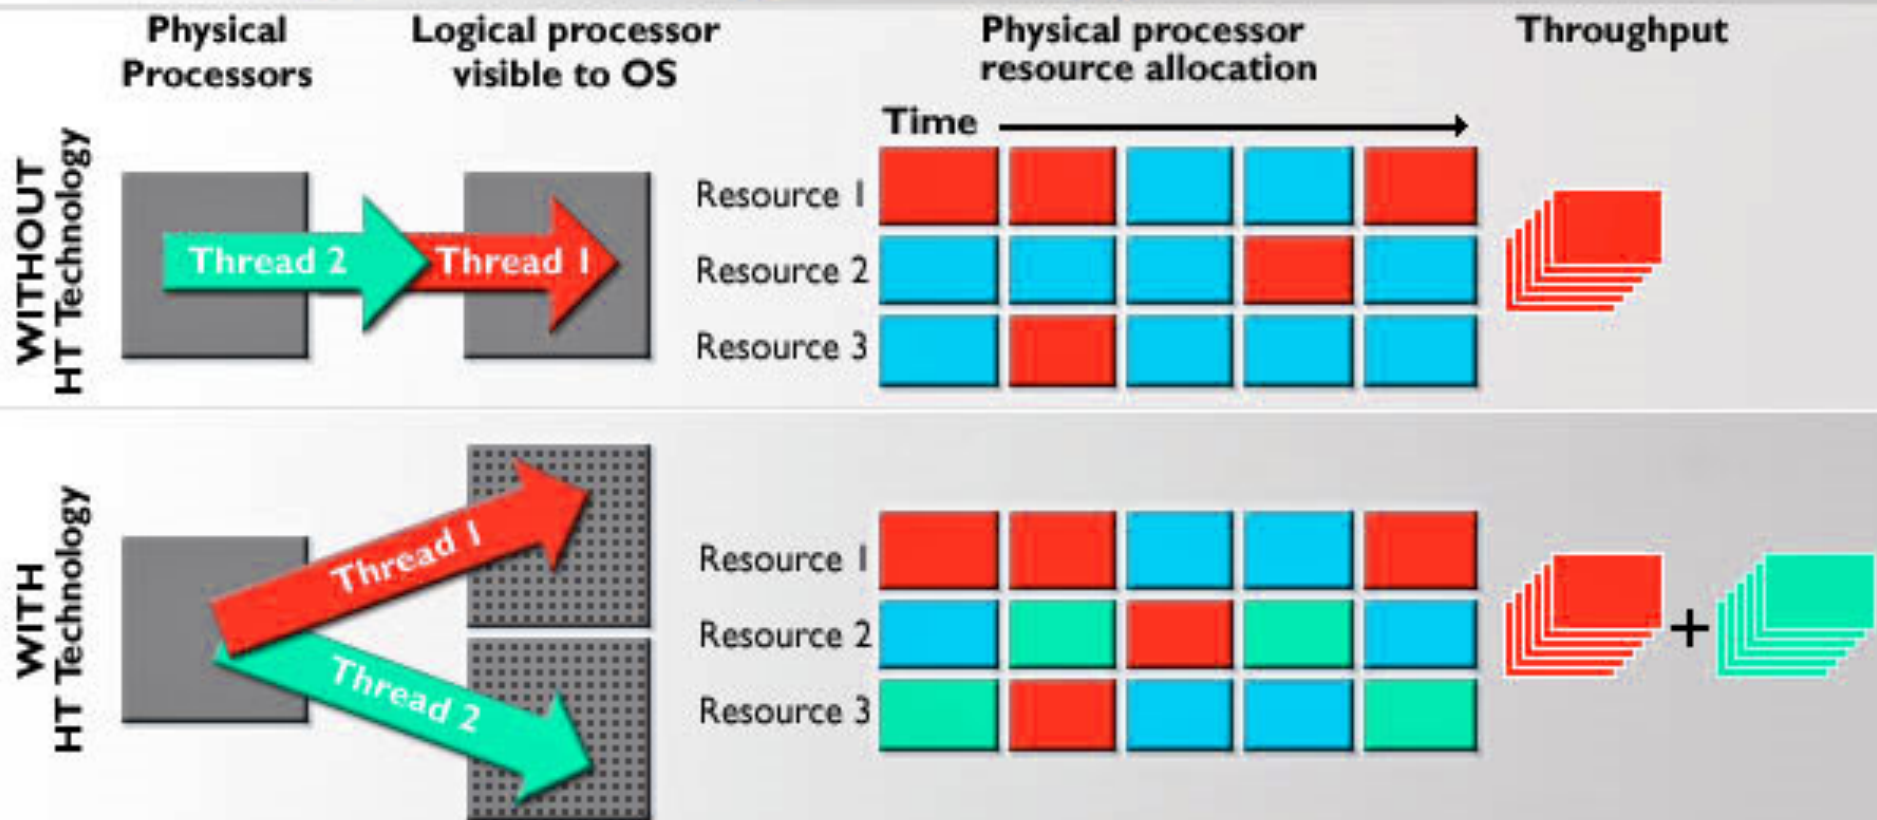 Physical
Processors
Logical processor
visible to OS
Physical processor
resource allocation
Throughput
WITHOUT
HT Technology
Thread 2
Thread 1
Time
Resource 1
Resource 2
Resource 3
WITH
HT Technology
Thread 1
Thread 2
Resource 1
Resource 2
Resource 3
+